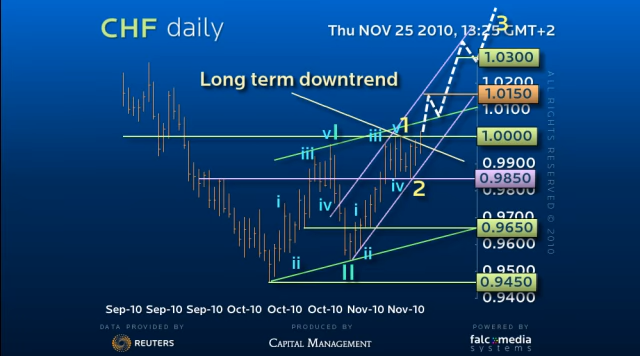 CHF daily
Thu NOV 25 2010, 13:25 GMT+2
3
1.0300
Long term downtrend
1.0200
1.0150
1.0100
v I
iii
v
1
1.0000
iii
0.9900
0.9850
iv
2
0.9800
i
iv
i
0.9700
0.9650
0.9600
ii
ii
II
0.9500
0.9450
0.9400
Sep-10 Sep-10 Sep-10 Oct-10 Oct-10 Oct-10 Nov-10 Nov-10
ALL RIGHTS RESERVED © 2010
DATA PROVIDED BY
REUTERS
PRODUCED BY
CAPITAL MANAGEMENT
POWERED BY
falc media
systems